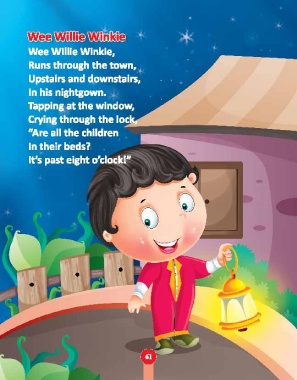 Wee Willie Winkie
Wee Willie Winkie,
Runs through the town,
Upstairs and downstairs,
In his nightgown.
Tapping at the window,
Crying through the lock,
“Are all the children
In their beds?
It’s past eight o’clock!”
61